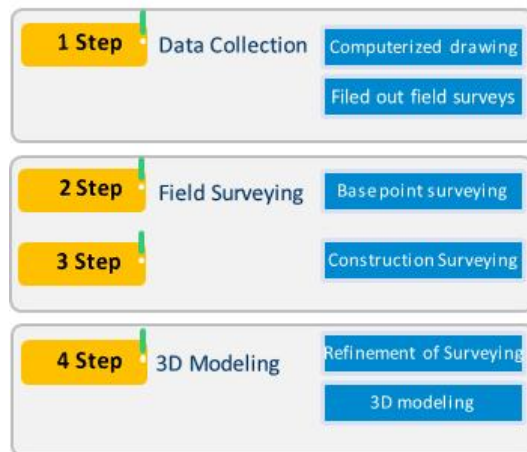 1 Step
Data Collection
Computerized drawing
Filed out field surveys
2 Step
Field Surveying
Base point surveying
3 Step
Construction Surveying
4 Step
3D Modeling
Refinement of Surveying
3D modeling